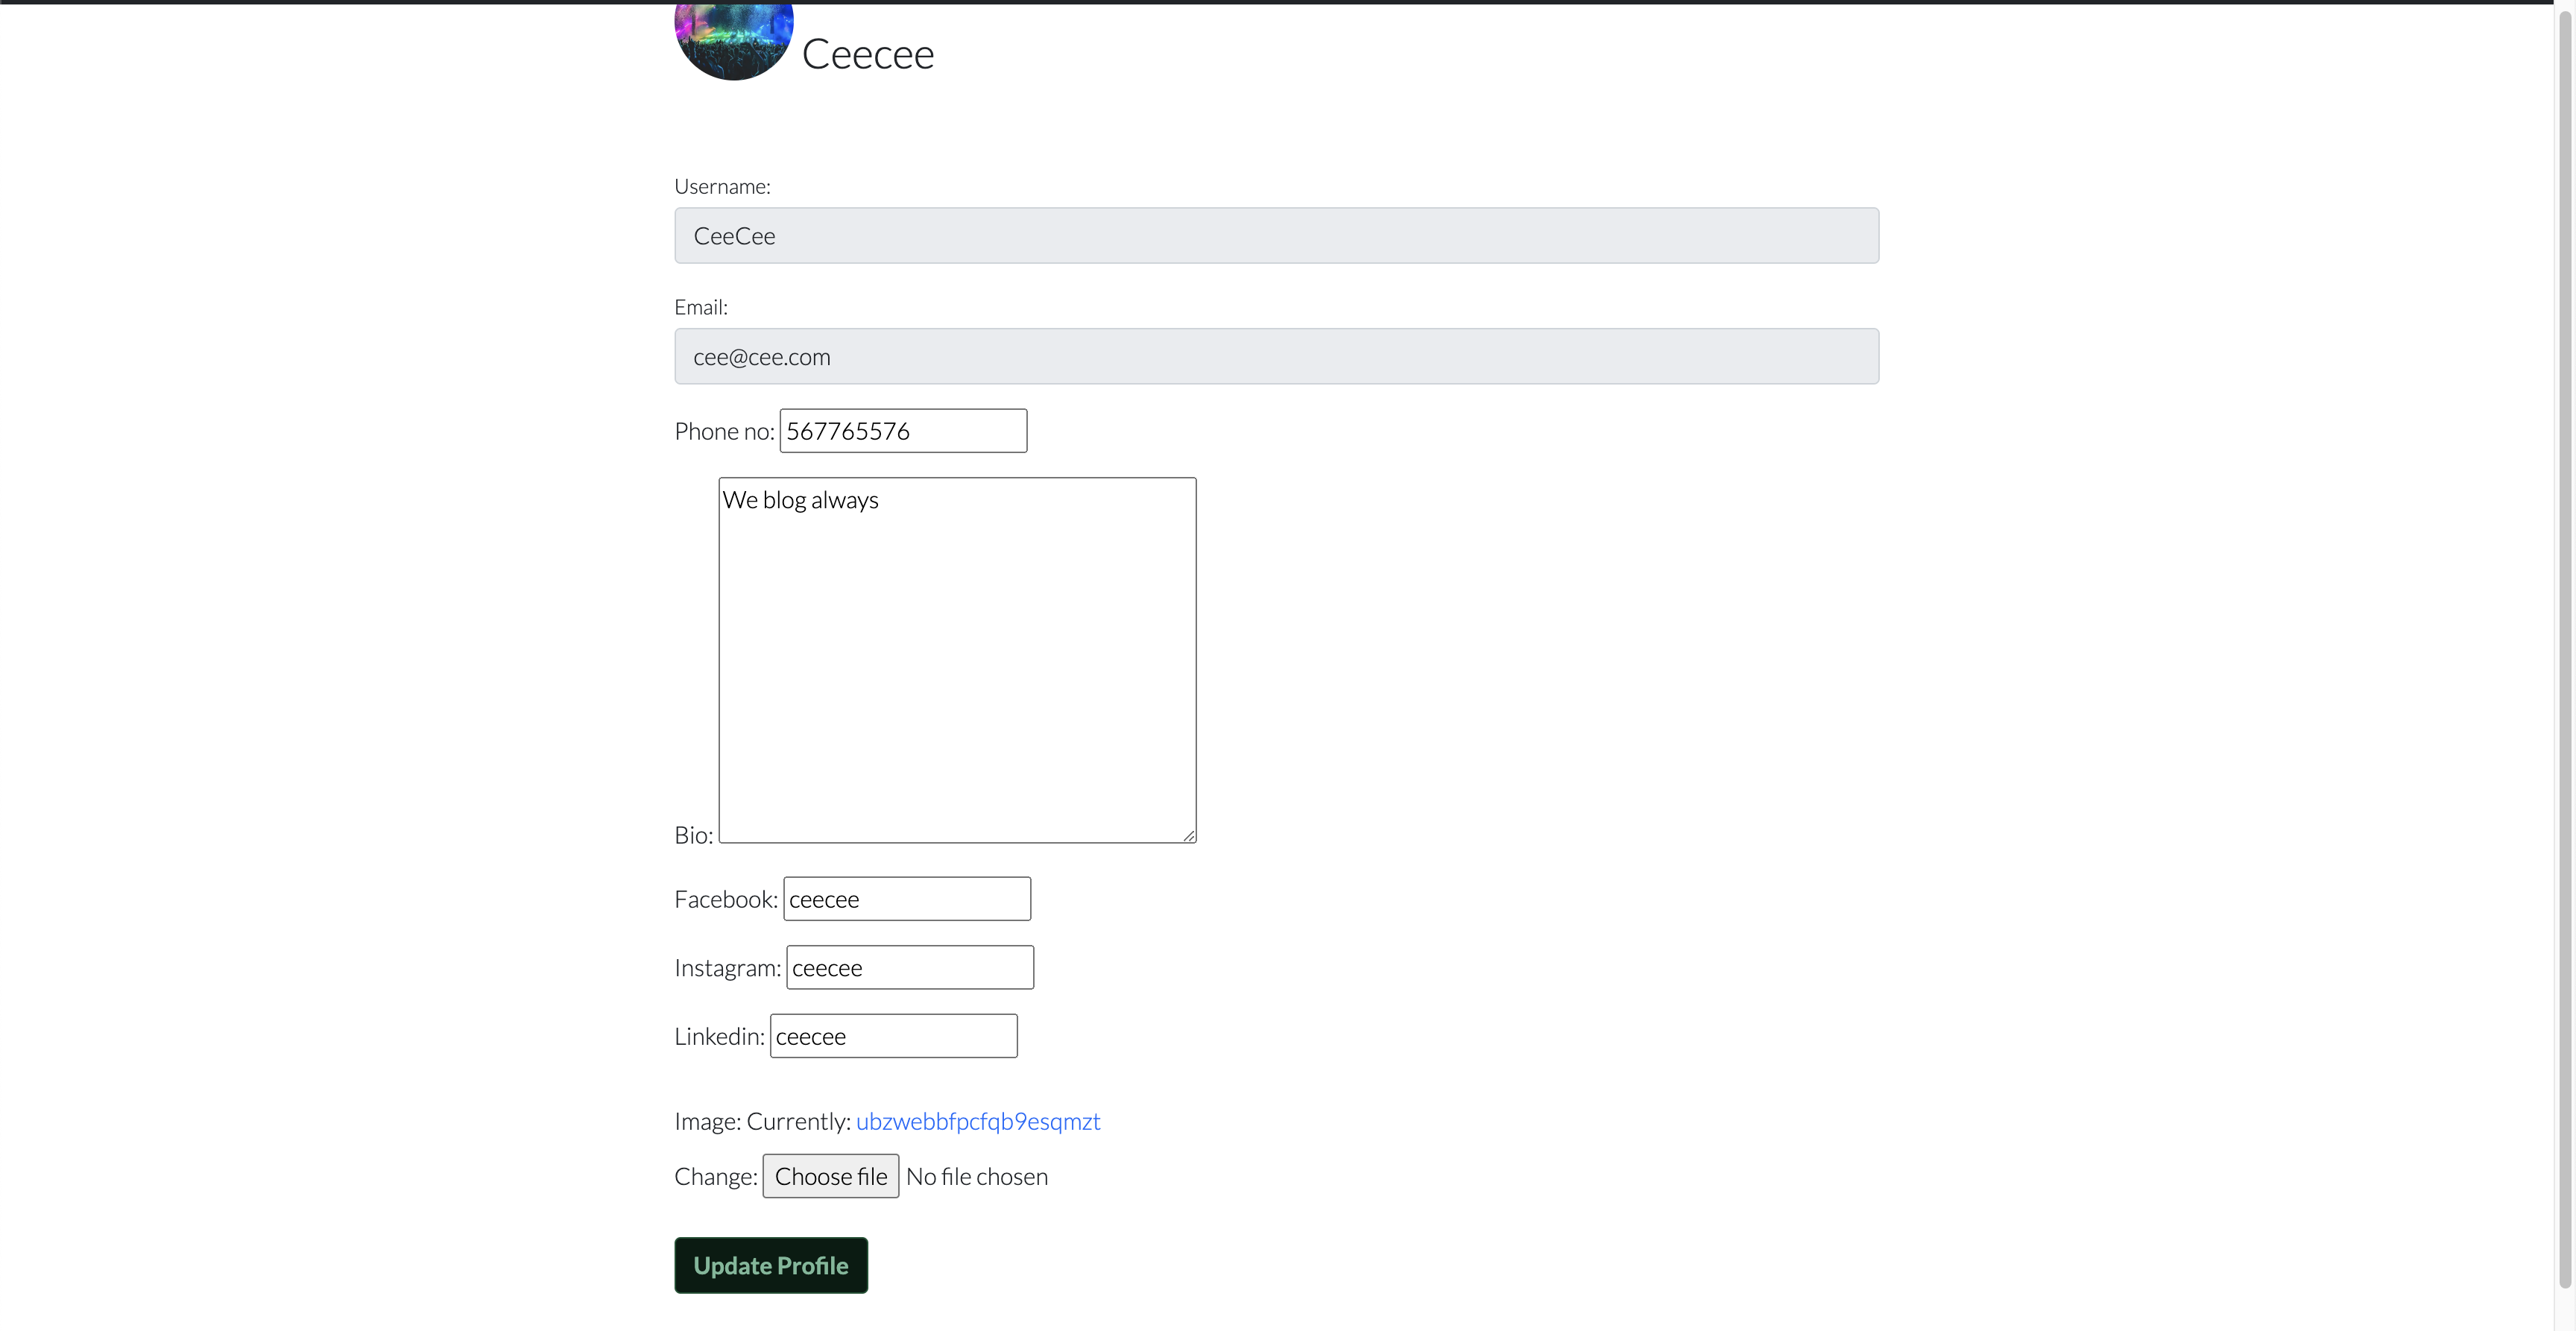 Ceecee
Username:
CeeCee
Email:
cee@cee.com
Phone no: 567765576
We blog always
Bio:
Facebook: ceecee
Instagram: ceecee
Linkedin: ceecee
Image: Currently: ubzwebbfpcfqb9esqmzt
Change: Choose file No file chosen
Update Profile